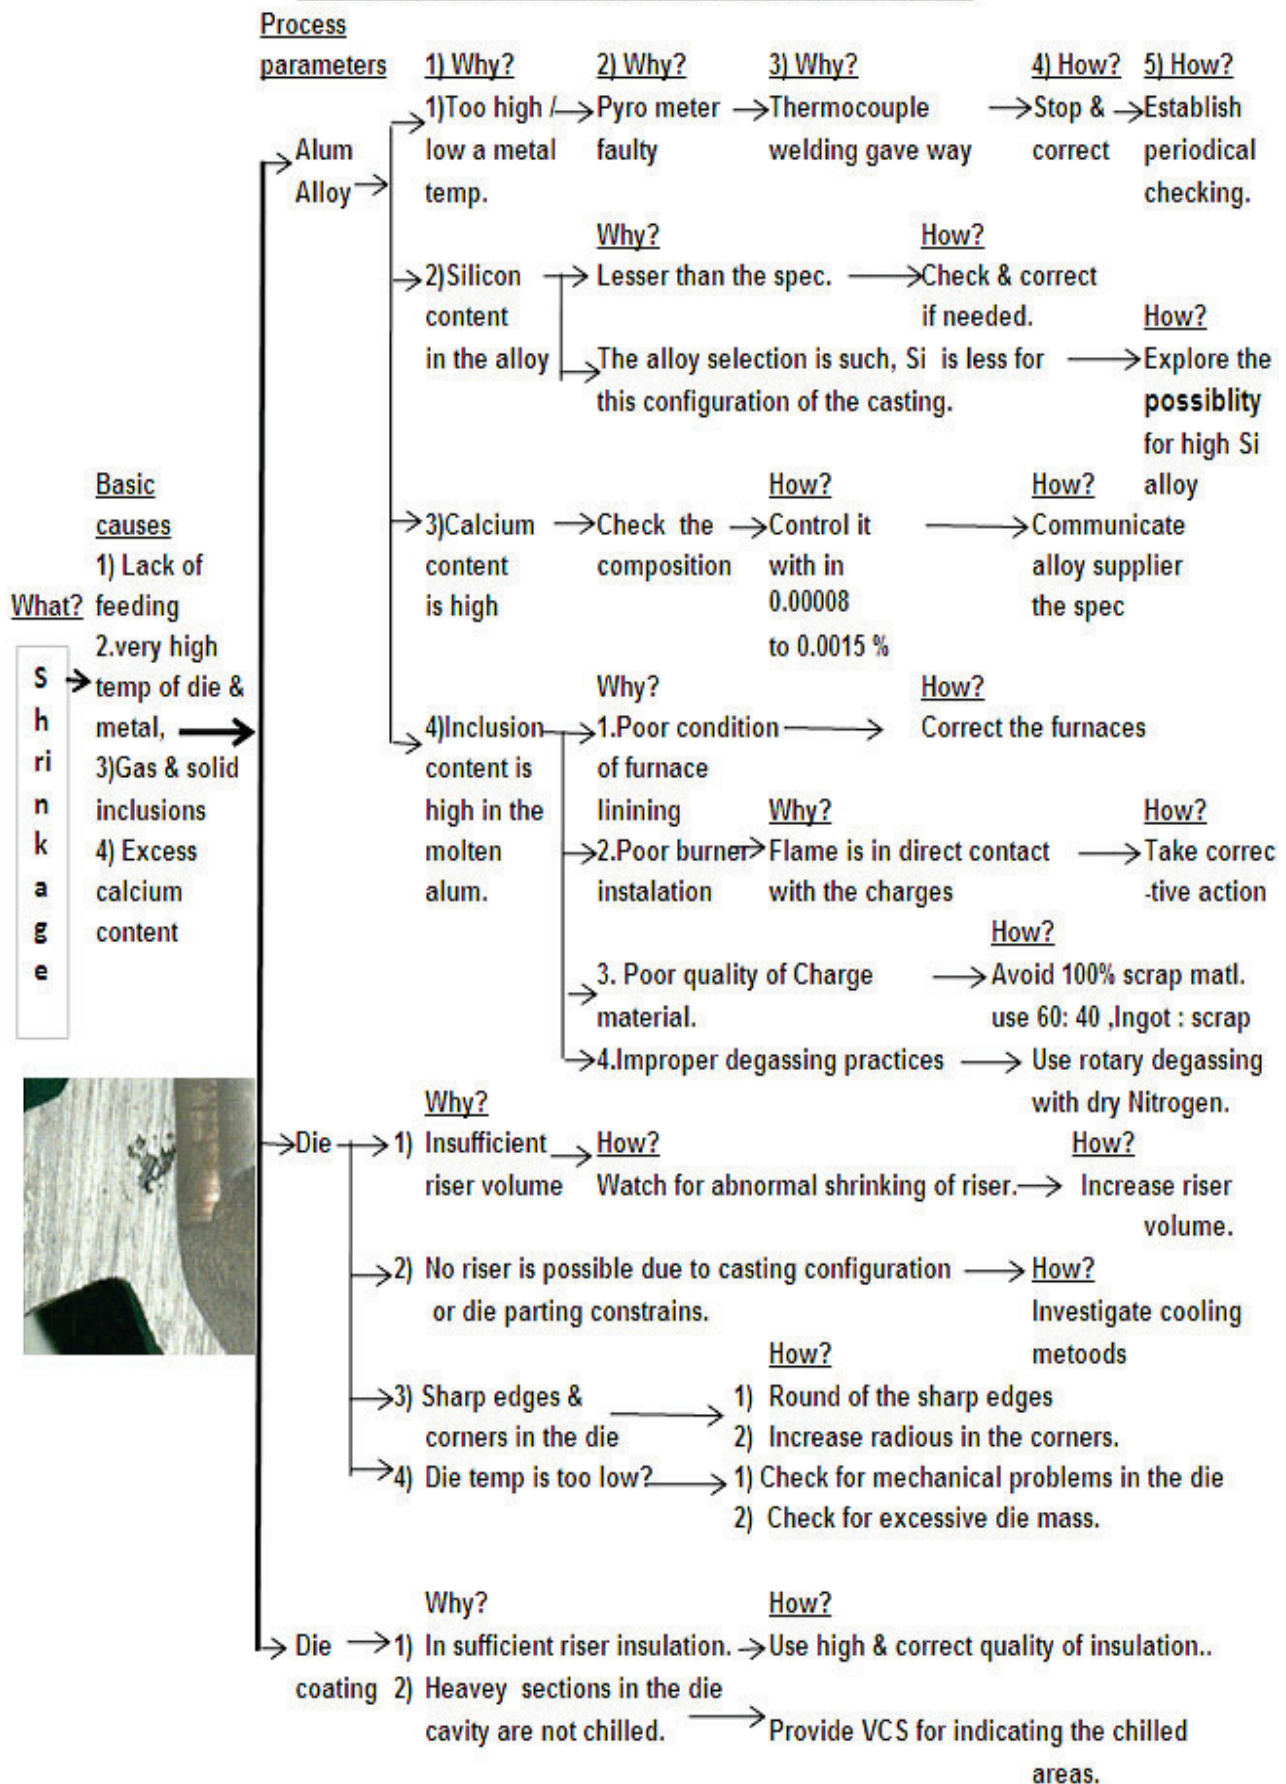 Process
parameters
1) Why?
2) Why?
3) Why?
4) How?
5) How?
Alum
Alloy
1)Too high /
low a metal
temp.
Pyro meter
faulty
Thermocouple
welding gave way
Stop &
correct
Establish
periodical
checking.
Why?
How?
2)Silicon
content
in the alloy
Lesser than the spec.
Check & correct
if needed.
How?
The alloy selection is such, Si is less for
this configuration of the casting.
Explore the
possiblity
for high Si
alloy
Basic
causes
1) Lack of
feeding
2.very high
temp of die &
metal,
3)Gas & solid
inclusions
4) Excess
calcium
content
What?
S
h
ri
n
k
a
g
e
How?
How?
3)Calcium
content
is high
Check the
composition
Control it
with in
0.00008
to 0.0015 %
Communicate
alloy supplier
the spec
Why?
How?
4)Inclusion
content is
high in the
molten
alum.
1.Poor condition
of furnace
linining
Correct the furnaces
Why?
How?
2.Poor burner
instalation
Flame is in direct contact
with the charges
Take correc
-tive action
How?
3. Poor quality of Charge
material.
Avoid 100% scrap matl.
use 60: 40 ,Ingot : scrap
4.Improper degassing practices
Use rotary degassing
with dry Nitrogen.
Why?
Die
1) Insufficient
riser volume
How?
Watch for abnormal shrinking of riser.
How?
Increase riser
volume.
2) No riser is possible due to casting configuration
or die parting constrains.
How?
Investigate cooling
metoods
How?
3) Sharp edges &
corners in the die
1) Round of the sharp edges
2) Increase radious in the corners.
4) Die temp is too low?
1) Check for mechanical problems in the die
2) Check for excessive die mass.
Why?
How?
Die
coating
1) In sufficient riser insulation.
Use high & correct quality of insulation..
2) Heavey sections in the die
cavity are not chilled.
Provide VCS for indicating the chilled
areas.